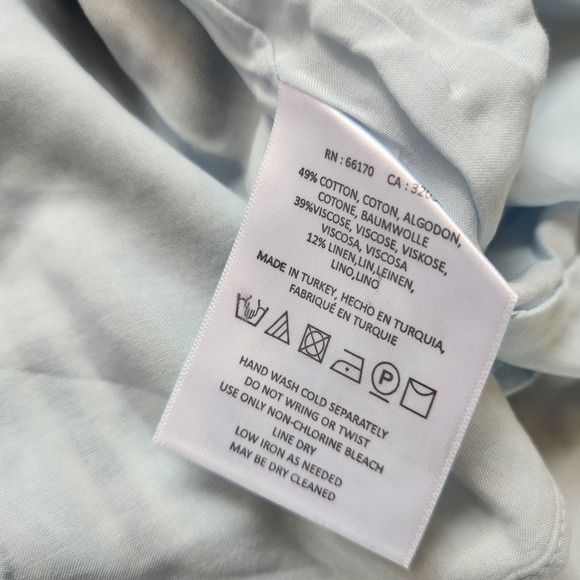 RN : 66170 CA :
49% COTTON, COTON, ALGODON,
COTONE, BAUMWOLLE
39%VISCOSE, VISCOSE, VISKOSE,
VISCOSA, VISCOSA
12% LINEN,LIN,LEINEN,
LINO,LINO
MADE IN TURKEY, HECHO EN TURQUIA,
FABRIQUÉ EN TURQUIE
P
HAND WASH COLD SEPARATELY
DO NOT WRING OR TWIST
USE ONLY NON-CHLORINE BLEACH
LINE DRY
LOW IRON AS NEEDED
MAY BE DRY CLEANED